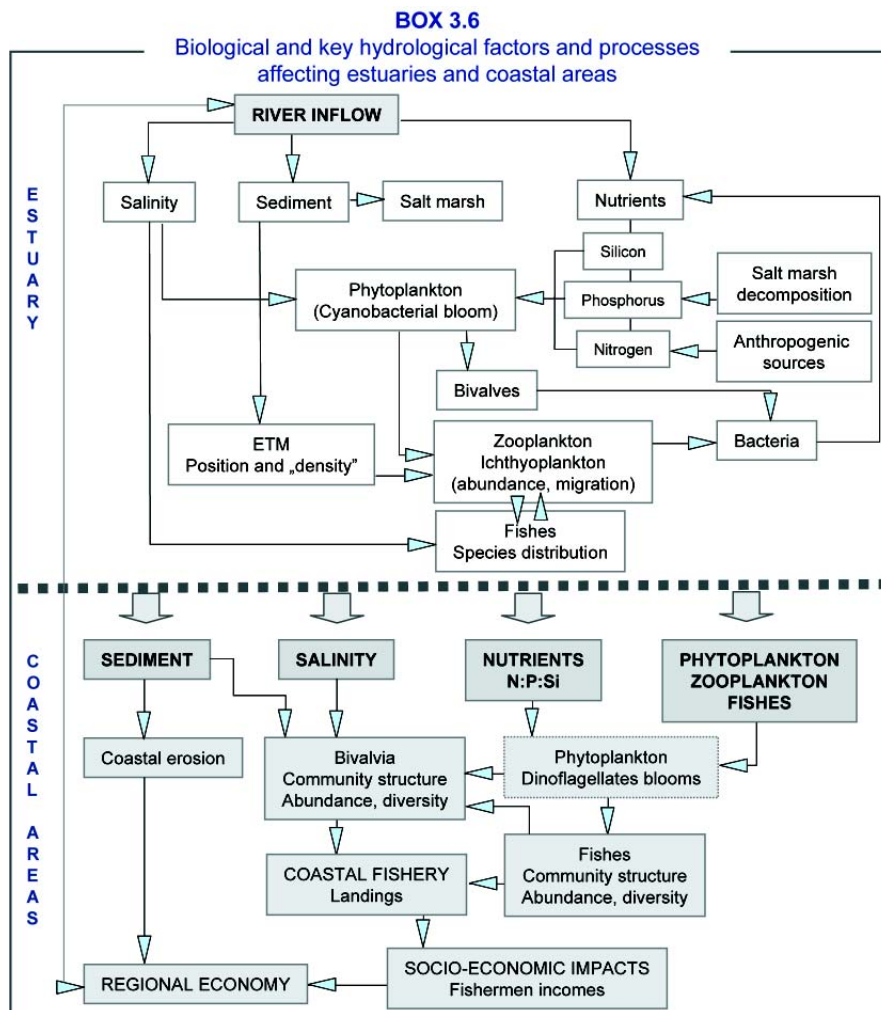 BOX 3.6
Biological and key hydrological factors and processes
affecting estuaries and coastal areas
ESTUARY
RIVER INFLOW
Salinity
Sediment
Salt marsh
Nutrients
Silicon
Phytoplankton
(Cyanobacterial bloom)
Phosphorus
Salt marsh
decomposition
Nitrogen
Anthropogenic
sources
Bivalves
ETM
Position and „density”
Zooplankton
Ichthyoplankton
(abundance, migration)
Bacteria
Fishes
Species distribution
COASTAL AREAS
SEDIMENT
SALINITY
NUTRIENTS
N:P:Si
PHYTOPLANKTON
ZOOPLANKTON
FISHES
Coastal erosion
Bivalvia
Community structure
Abundance, diversity
Phytoplankton
Dinoflagellates blooms
Fishes
Community structure
Abundance, diversity
COASTAL FISHERY
Landings
REGIONAL ECONOMY
SOCIO-ECONOMIC IMPACTS
Fishermen incomes